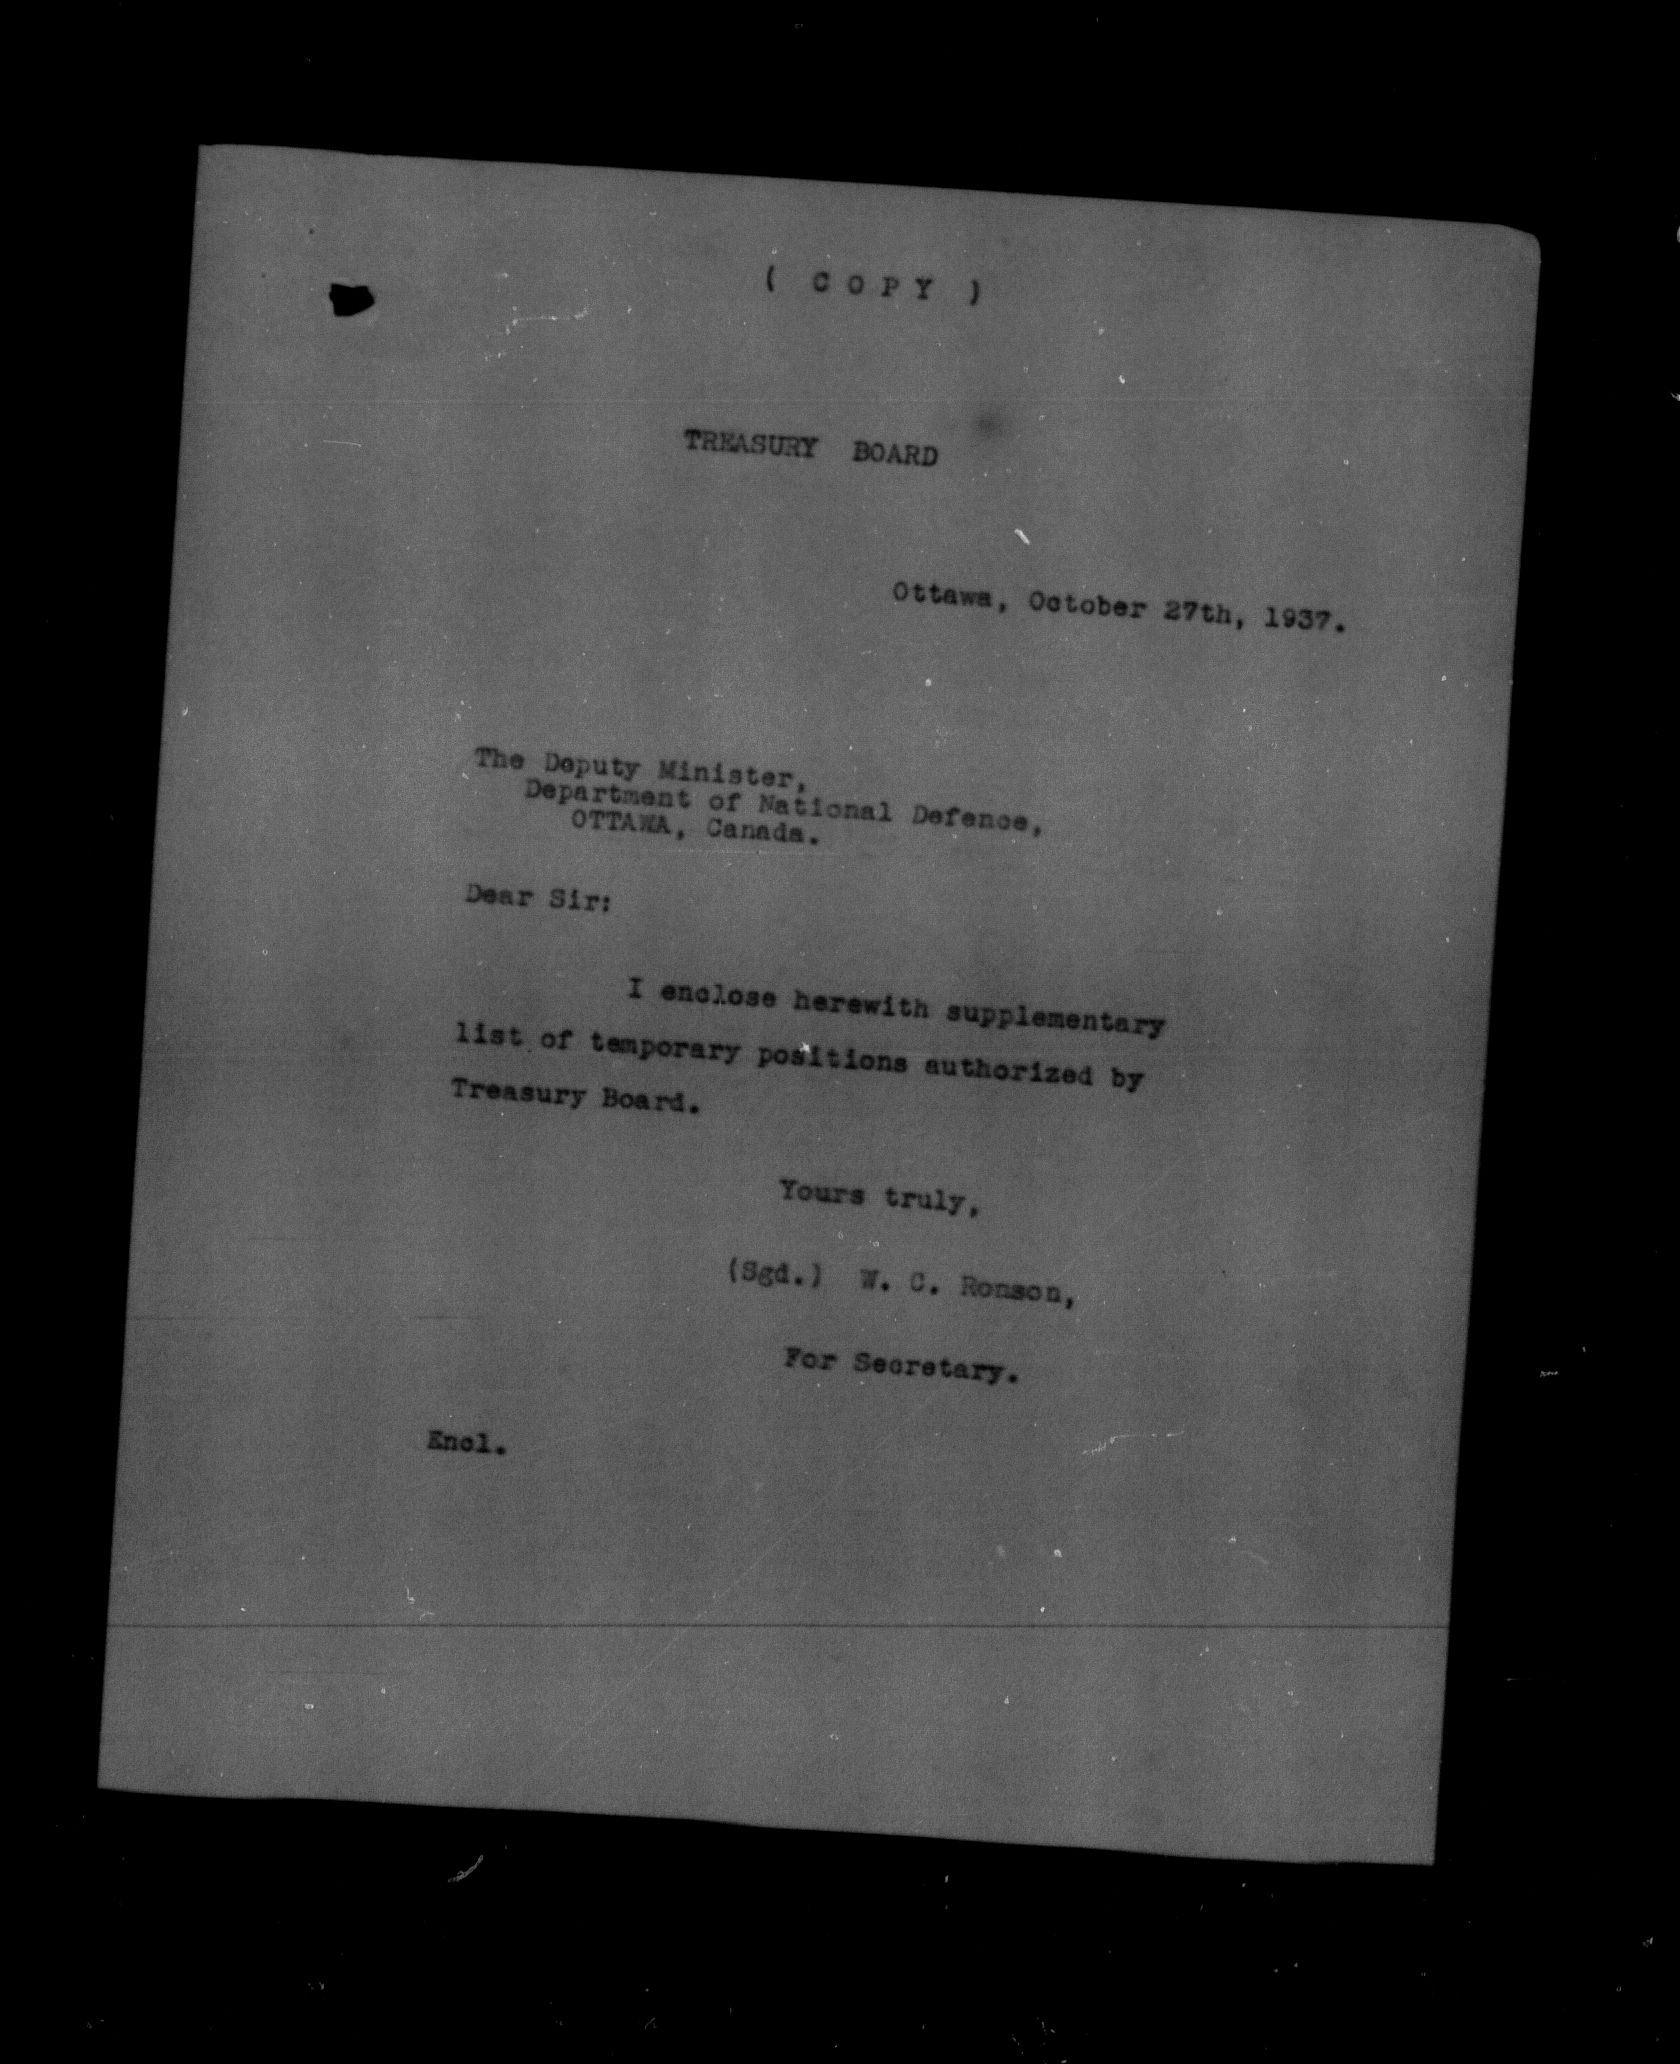 ( C O P Y )
TREASURY BOARD
Ottawa, October 27th, 1937.
The Deputy Minister,
Department of National Defence,
OTTAWA, Canada.
Dear Sir:
I enclose herewith supplementary
list of temporary positions authorized by
Treasury Board.
Yours truly,
(Sgd.) W. C. Ronson,
For Secretary.
Encl.